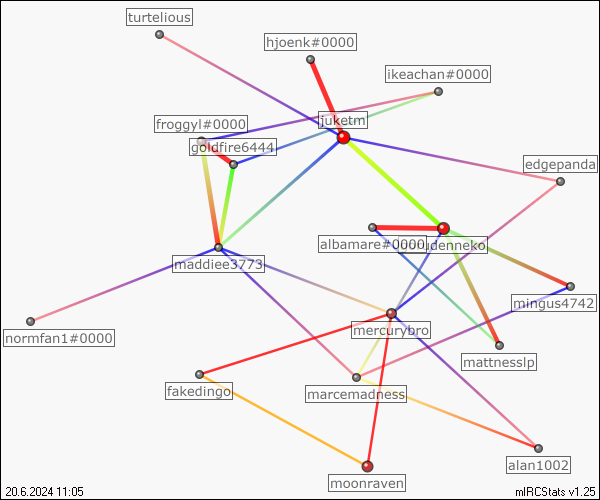 turtelious
hjoenk#0000
ikeachan#0000
juketm
froggyl#0000
goldfire6444
edgepanda
albamare#0000
denneko
maddiee3773
mingus4742
mercurybro
normfan1#0000
mattnesslp
fakedingo
marcemadness
alan1002
moonraven
20.6.2024 11:05
mIRCStats v1.25